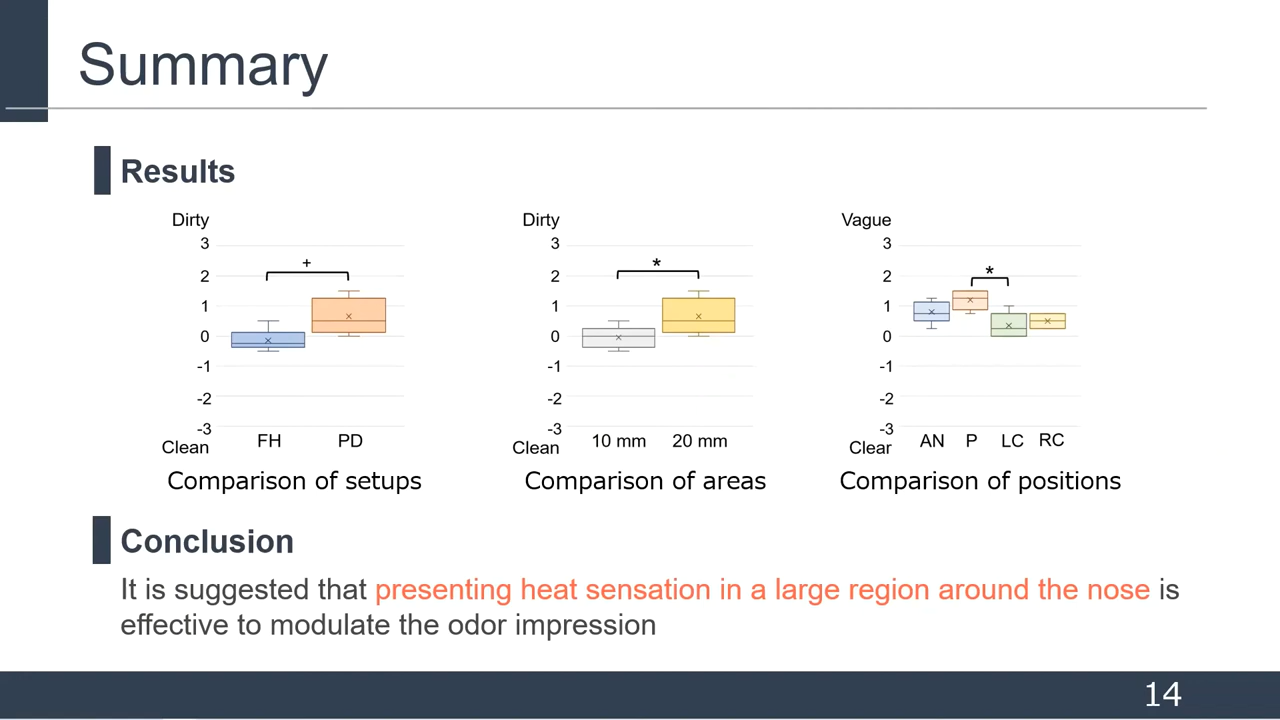 Summary
Results
Dirty
3
2
1
0
-1
-2
-3
Clean
+
FH PD
Comparison of setups
Dirty
3
2
1
0
-1
-2
-3
Clean
*
10 mm 20 mm
Comparison of areas
Vague
3
2
1
0
-1
-2
-3
Clear
*
AN P LC RC
Comparison of positions
Conclusion
It is suggested that presenting heat sensation in a large region around the nose is
effective to modulate the odor impression
14